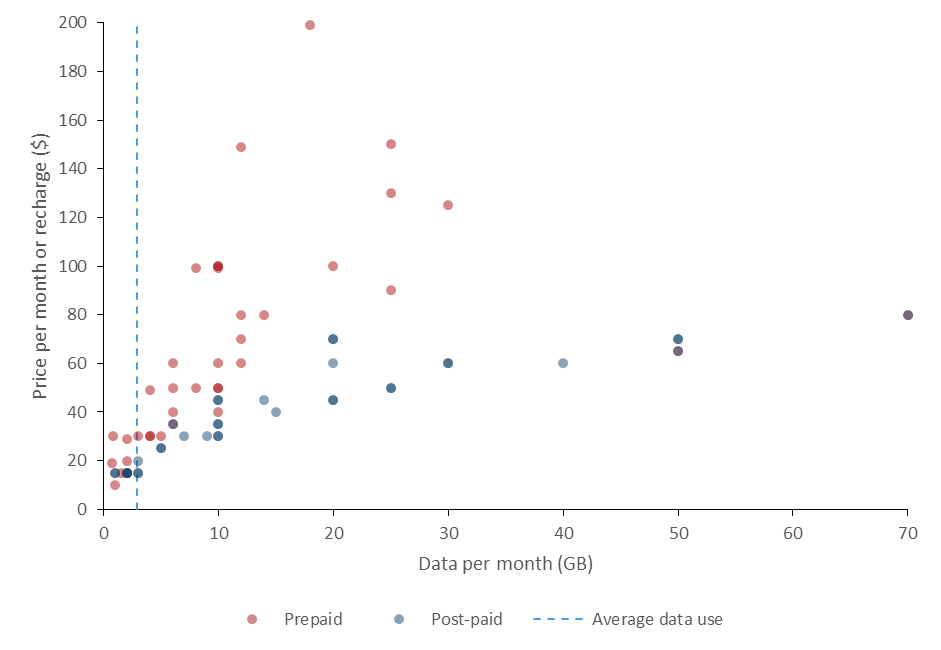 Price per month or recharge ($)
200
180
160
140
120
100
80
60
40
20
0
0 10 20 30 40 50 60 70
Data per month (GB)
Prepaid Post-paid Average data use